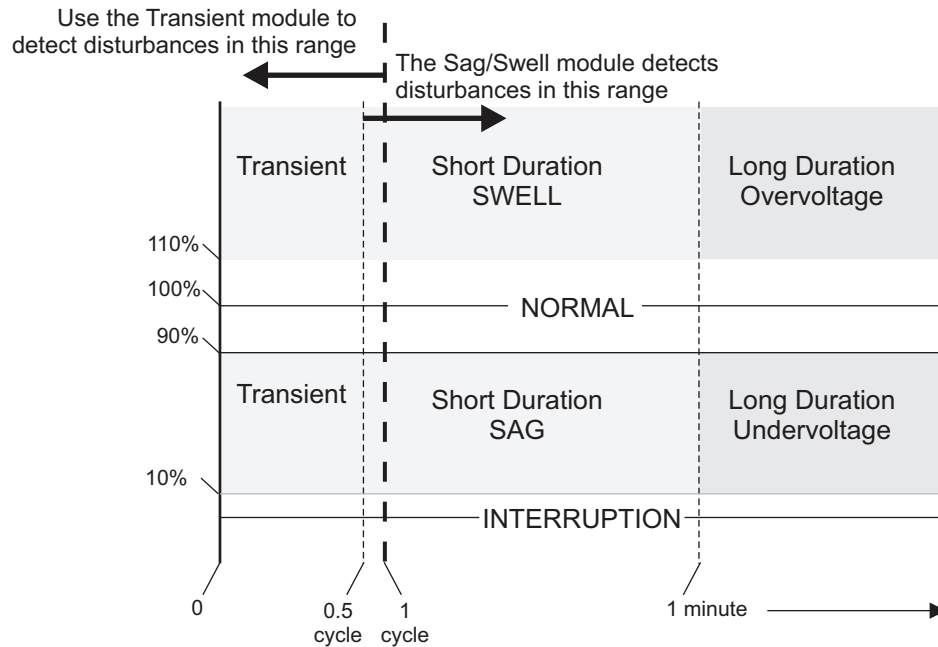 Use the Transient module to
detect disturbances in this range
The Sag/Swell module detects
disturbances in this range
Transient
Short Duration
SWELL
Long Duration
Overvoltage
110%
100%
NORMAL
90%
Transient
Short Duration
SAG
Long Duration
Undervoltage
10%
INTERRUPTION
0
0.5
cycle
1
cycle
1 minute